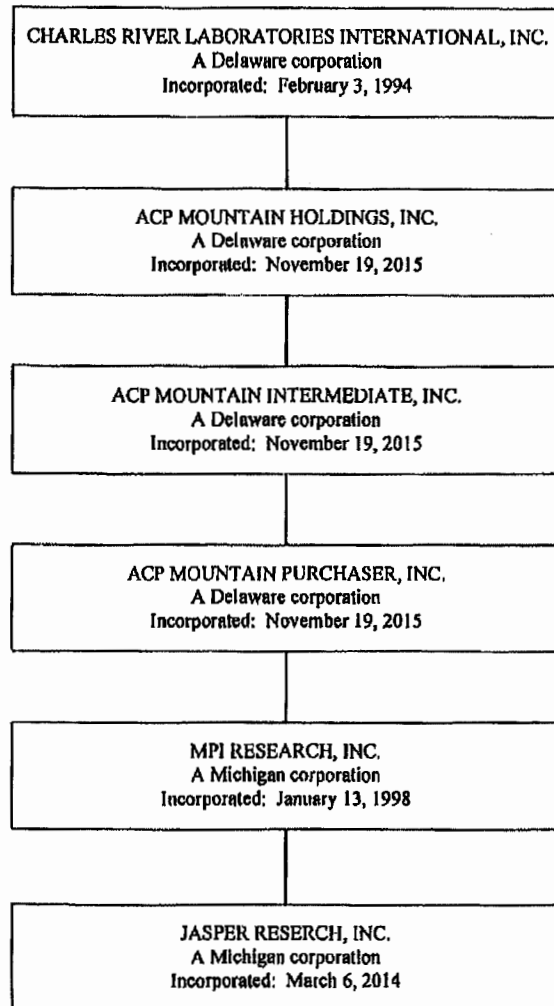 CHARLES RIVER LABORATORIES INTERNATIONAL, INC.
A Delaware corporation
Incorporated: February 3, 1994
ACP MOUNTAIN HOLDINGS, INC.
A Delaware corporation
Incorporated: November 19, 2015
ACP MOUNTAIN INTERMEDIATE, INC.
A Delaware corporation
Incorporated: November 19, 2015
ACP MOUNTAIN PURCHASER, INC.
A Delaware corporation
Incorporated: November 19, 2015
MPI RESEARCH, INC.
A Michigan corporation
Incorporated: January 13, 1998
JASPER RESERCH, INC.
A Michigan corporation
Incorporated: March 6, 2014